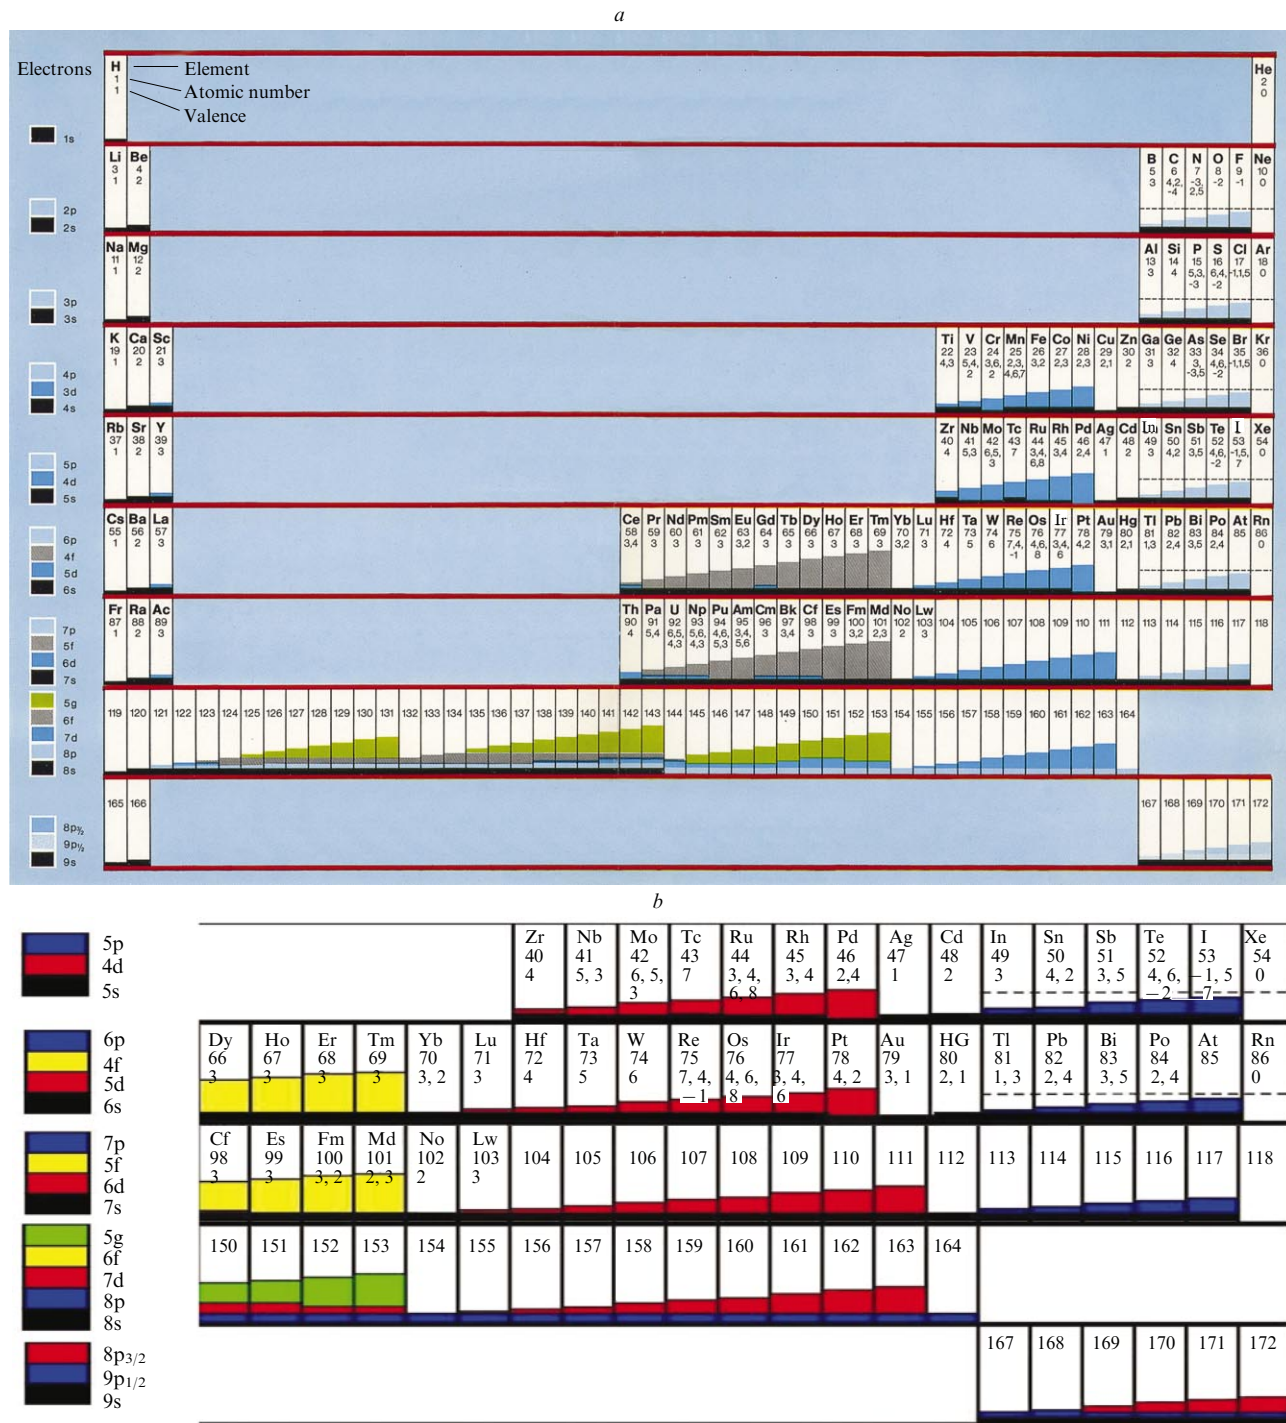 a
Electrons
H 1 1
Element
Atomic number
Valence
He 2 0
1s
Li 3 1
Be 4 2
B 5 3
C 6 4,2, -4
N 7 -3, 2,5
O 8 -2
F 9 -1
Ne 10 0
2p
2s
Na 11 1
Mg 12 2
Al 13 3
Si 14 4
P 15 5,3, -3
S 16 6,4, -2
Cl 17 -1,1,5
Ar 18 0
3p
3s
K 19 1
Ca 20 2
Sc 21 3
Ti 22 4,3
V 23 5,4, 2
Cr 24 3,6, 2
Mn 25 2,3, 4,6,7
Fe 26 3,2
Co 27 2,3
Ni 28 2,3
Cu 29 2,1
Zn 30 2
Ga 31 3
Ge 32 4
As 33 3, -3,5
Se 34 4,6, -2
Br 35 -1,1,5
Kr 36 0
4p
3d
4s
Rb 37 1
Sr 38 2
Y 39 3
Zr 40 4
Nb 41 5,3
Mo 42 6,5, 3
Tc 43 7
Ru 44 3,4, 6,8
Rh 45 3,4
Pd 46 2,4
Ag 47 1
Cd 48 2
In 49 3
Sn 50 4,2
Sb 51 3,5
Te 52 4,6, -2
I 53 -1,5, 7
Xe 54 0
5p
4d
5s
Cs 55 1
Ba 56 2
La 57 3
Ce 58 3,4
Pr 59 3
Nd 60 3
Pm 61 3
Sm 62 3
Eu 63 3,2
Gd 64 3
Tb 65 3
Dy 66 3
Ho 67 3
Er 68 3
Tm 69 3
Yb 70 3,2
Lu 71 3
Hf 72 4
Ta 73 5
W 74 6
Re 75 7,4, -1
Os 76 4,6, 8
Ir 77 3,4, 6
Pt 78 4,2
Au 79 3,1
Hg 80 2,1
Tl 81 1,3
Pb 82 2,4
Bi 83 3,5
Po 84 2,4
At 85
Rn 86 0
6p
4f
5d
6s
Fr 87 1
Ra 88 2
Ac 89 3
Th 90 4
Pa 91 5,4
U 92 6,5, 4,3
Np 93 5,6, 4,3
Pu 94 4,6, 5,3
Am 95 3,4, 5,6
Cm 96 3
Bk 97 3,4
Cf 98 3
Es 99 3
Fm 100 3,2
Md 101 2,3
No 102 2
Lw 103 3
104 105 106 107 108 109 110 111 112 113 114 115 116 117 118
7p
5f
6d
7s
119 120 121 122 123 124 125 126 127 128 129 130 131 132 133 134 135 136 137 138 139 140 141 142 143 144 145 146 147 148 149 150 151 152 153 154 155 156 157 158 159 160 161 162 163 164
5g
6f
7d
8p
8s
165 166 167 168 169 170 171 172
8p½
9p½
9s
b
5p
4d
5s
Zr 40 4
Nb 41 5, 3
Mo 42 6, 5, 3
Tc 43 7
Ru 44 3, 4, 6, 8
Rh 45 3, 4
Pd 46 2,4
Ag 47 1
Cd 48 2
In 49 3
Sn 50 4, 2
Sb 51 3, 5
Te 52 4, 6, −2
I 53 −1, 5 −7
Xe 54 0
6p
4f
5d
6s
Dy 66 3
Ho 67 3
Er 68 3
Tm 69 3
Yb 70 3, 2
Lu 71 3
Hf 72 4
Ta 73 5
W 74 6
Re 75 7, 4, −1
Os 76 4, 6, 8
Ir 77 3, 4, 6
Pt 78 4, 2
Au 79 3, 1
HG 80 2, 1
Tl 81 1, 3
Pb 82 2, 4
Bi 83 3, 5
Po 84 2, 4
At 85
Rn 86 0
7p
5f
6d
7s
Cf 98 3
Es 99 3
Fm 100 3, 2
Md 101 2, 3
No 102 2
Lw 103 3
104 105 106 107 108 109 110 111 112 113 114 115 116 117 118
5g
6f
7d
8p
8s
150 151 152 153 154 155 156 157 158 159 160 161 162 163 164
8p3/2
9p1/2
9s
167 168 169 170 171 172